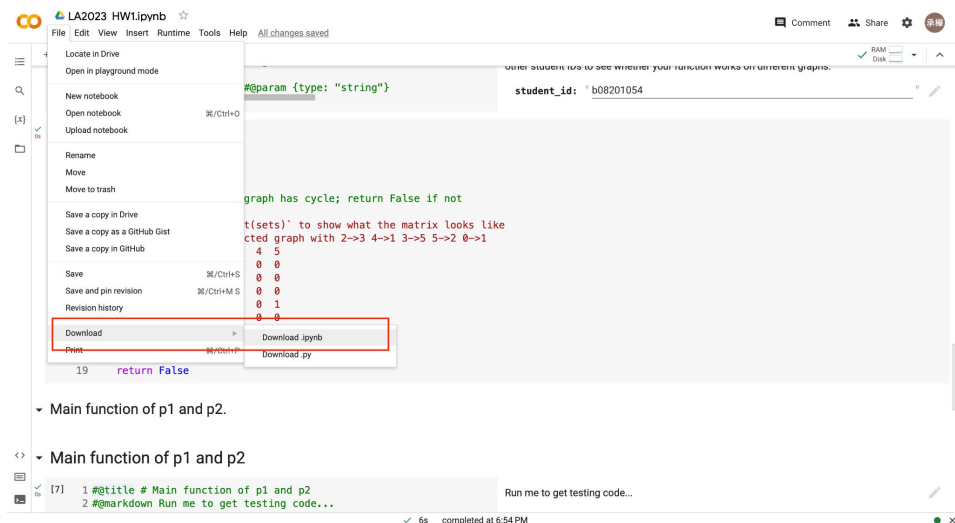 LA2023_HW1.ipynb
Comment
Share
承權
File Edit View Insert Runtime Tools Help All changes saved
RAM
Disk
Locate in Drive
Open in playground mode
other student IDs to see whether your function works on different graphs.
#@param {type: "string"}
student_id: "b08201054"
New notebook
Open notebook ⌘/Ctrl+O
Upload notebook
{x}
0s
Rename
Move
Move to trash
graph has cycle; return False if not
Save a copy in Drive
Save a copy as a GitHub Gist
Save a copy in GitHub
t(sets)` to show what the matrix looks like
cted graph with 2->3 4->1 3->5 5->2 0->1
4 5
0 0
0 0
0 0
0 1
0 0
Save ⌘/Ctrl+S
Save and pin revision ⌘/Ctrl+M S
Revision history
Download
Download .ipynb
Print ⌘/Ctrl+P
Download .py
19 return False
Main function of p1 and p2.
Main function of p1 and p2
0s
[7] 1 #@title # Main function of p1 and p2
2 #@markdown Run me to get testing code...
Run me to get testing code...
6s completed at 6:54 PM